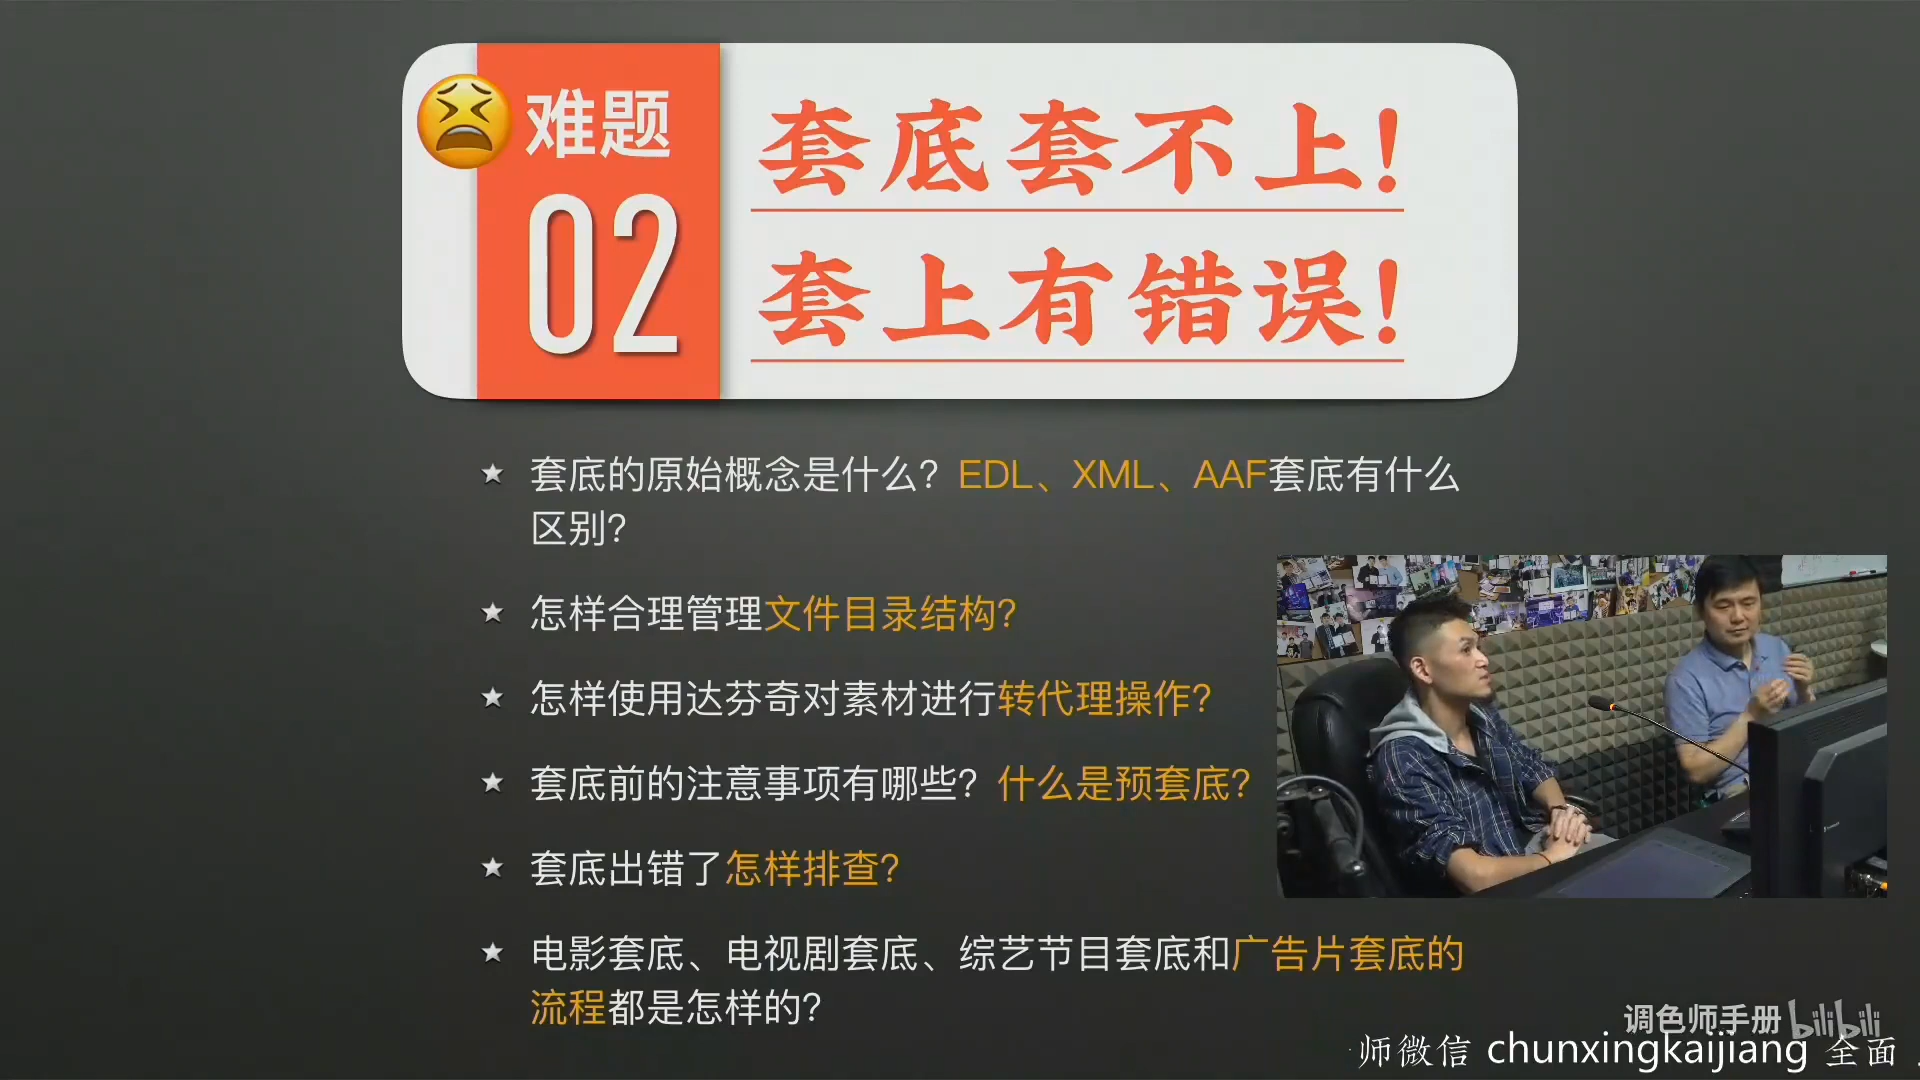 难题
02
套底套不上!
套上有错误!
★ 套底的原始概念是什么? EDL、XML、AAF套底有什么
区别?
★ 怎样合理管理文件目录结构?
★ 怎样使用达芬奇对素材进行转代理操作?
★ 套底前的注意事项有哪些? 什么是预套底?
★ 套底出错了怎样排查?
★ 电影套底、电视剧套底、综艺节目套底和广告片套底的
流程都是怎样的?
调色师手册 bilibili
师微信 chunxingkaijiang 全面